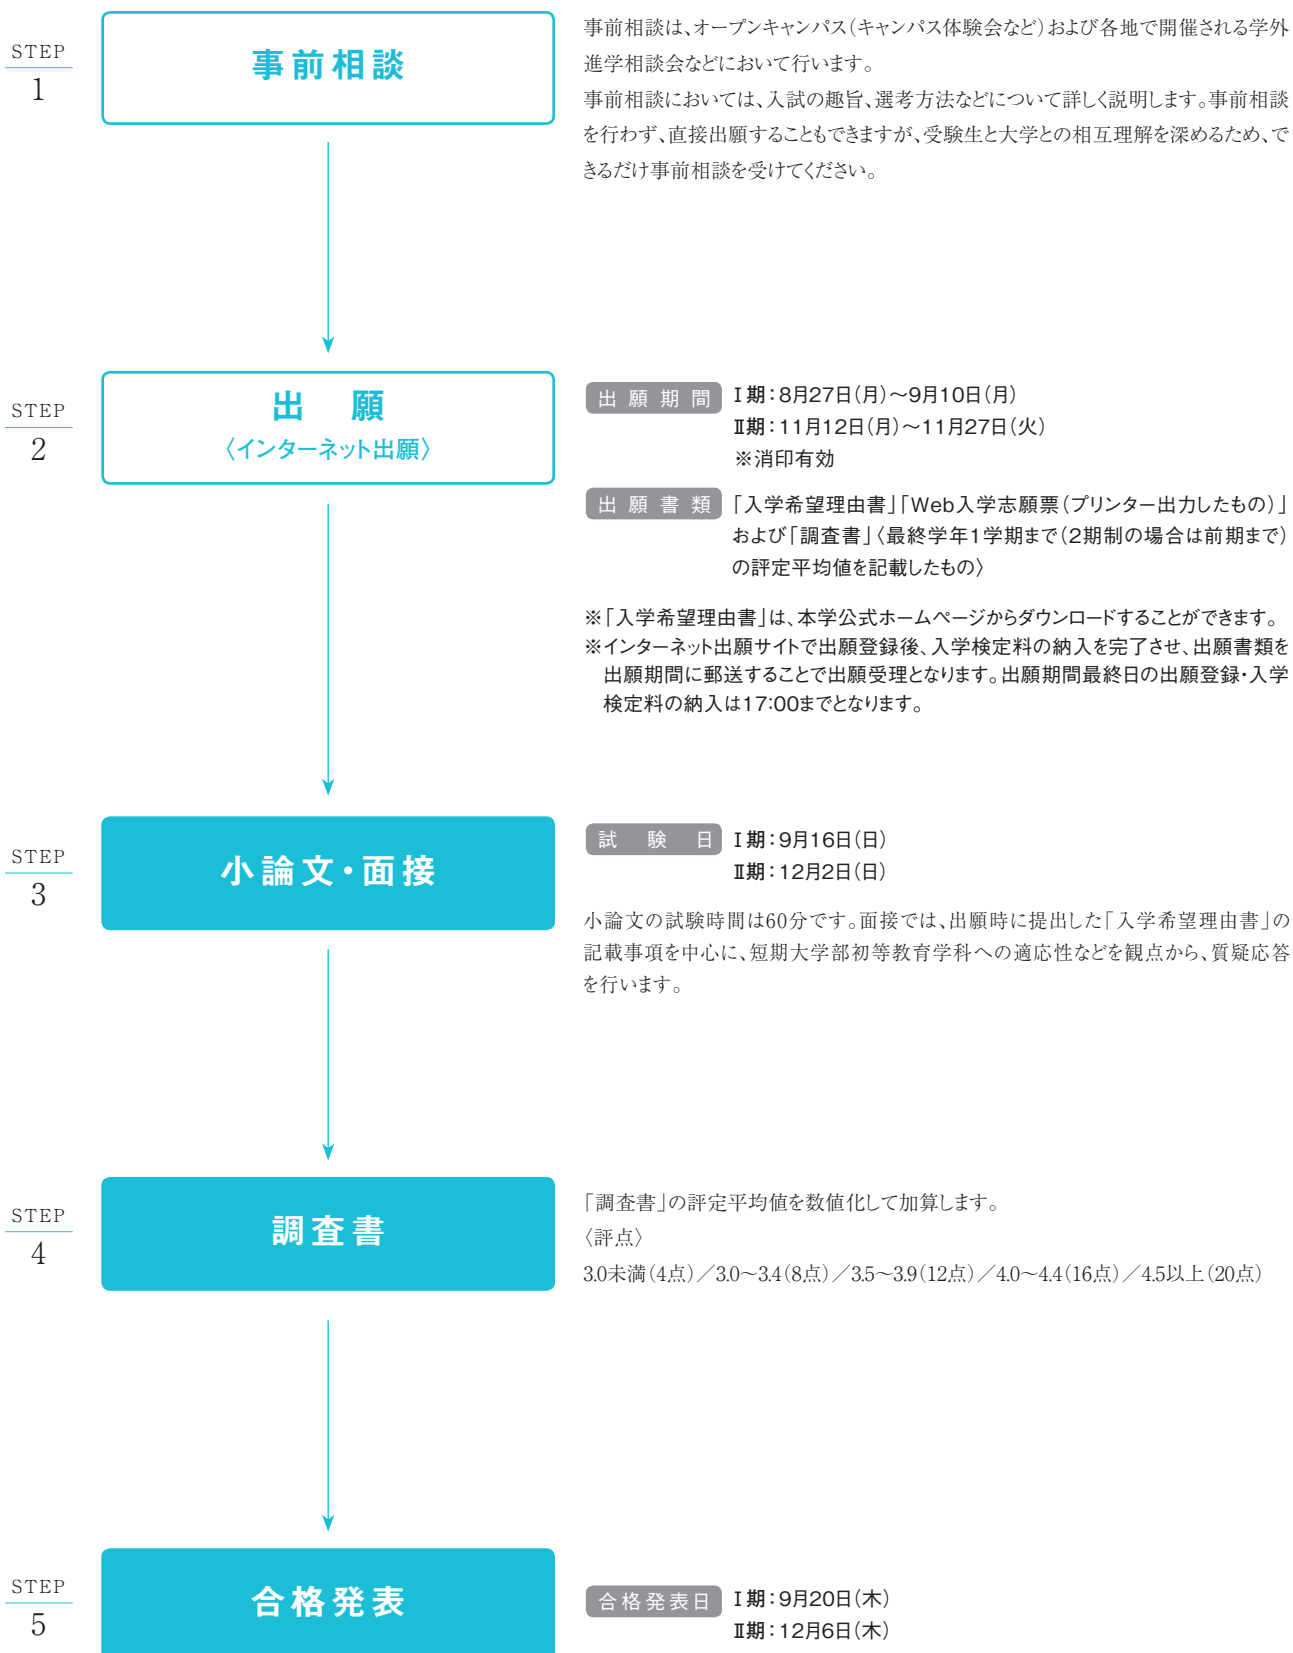 STEP
1
事前相談
事前相談は、オープンキャンパス(キャンパス体験会など)および各地で開催される学外
進学相談会などにおいて行います。
事前相談においては、入試の趣旨、選考方法などについて詳しく説明します。事前相談
を行わず、直接出願することもできますが、受験生と大学との相互理解を深めるため、で
きるだけ事前相談を受けてください。
STEP
2
出　願
〈インターネット出願〉
出願期間 Ⅰ期：8月27日(月)～9月10日(月)
Ⅱ期：11月12日(月)～11月27日(火)
※消印有効
出願書類 「入学希望理由書」「Web入学志願票(プリンター出力したもの)」
および「調査書」〈最終学年1学期まで(2期制の場合は前期まで)
の評定平均値を記載したもの〉
※「入学希望理由書」は、本学公式ホームページからダウンロードすることができます。
※インターネット出願サイトで出願登録後、入学検定料の納入を完了させ、出願書類を
出願期間に郵送することで出願受理となります。出願期間最終日の出願登録・入学
検定料の納入は17:00までとなります。
STEP
3
小論文・面接
試験日 Ⅰ期：9月16日(日)
Ⅱ期：12月2日(日)
小論文の試験時間は60分です。面接では、出願時に提出した「入学希望理由書」の
記載事項を中心に、短期大学部初等教育学科への適応性などを観点から、質疑応答
を行います。
STEP
4
調査書
「調査書」の評定平均値を数値化して加算します。
〈評点〉
3.0未満(4点)／3.0～3.4(8点)／3.5～3.9(12点)／4.0～4.4(16点)／4.5以上(20点)
STEP
5
合格発表
合格発表日 Ⅰ期：9月20日(木)
Ⅱ期：12月6日(木)